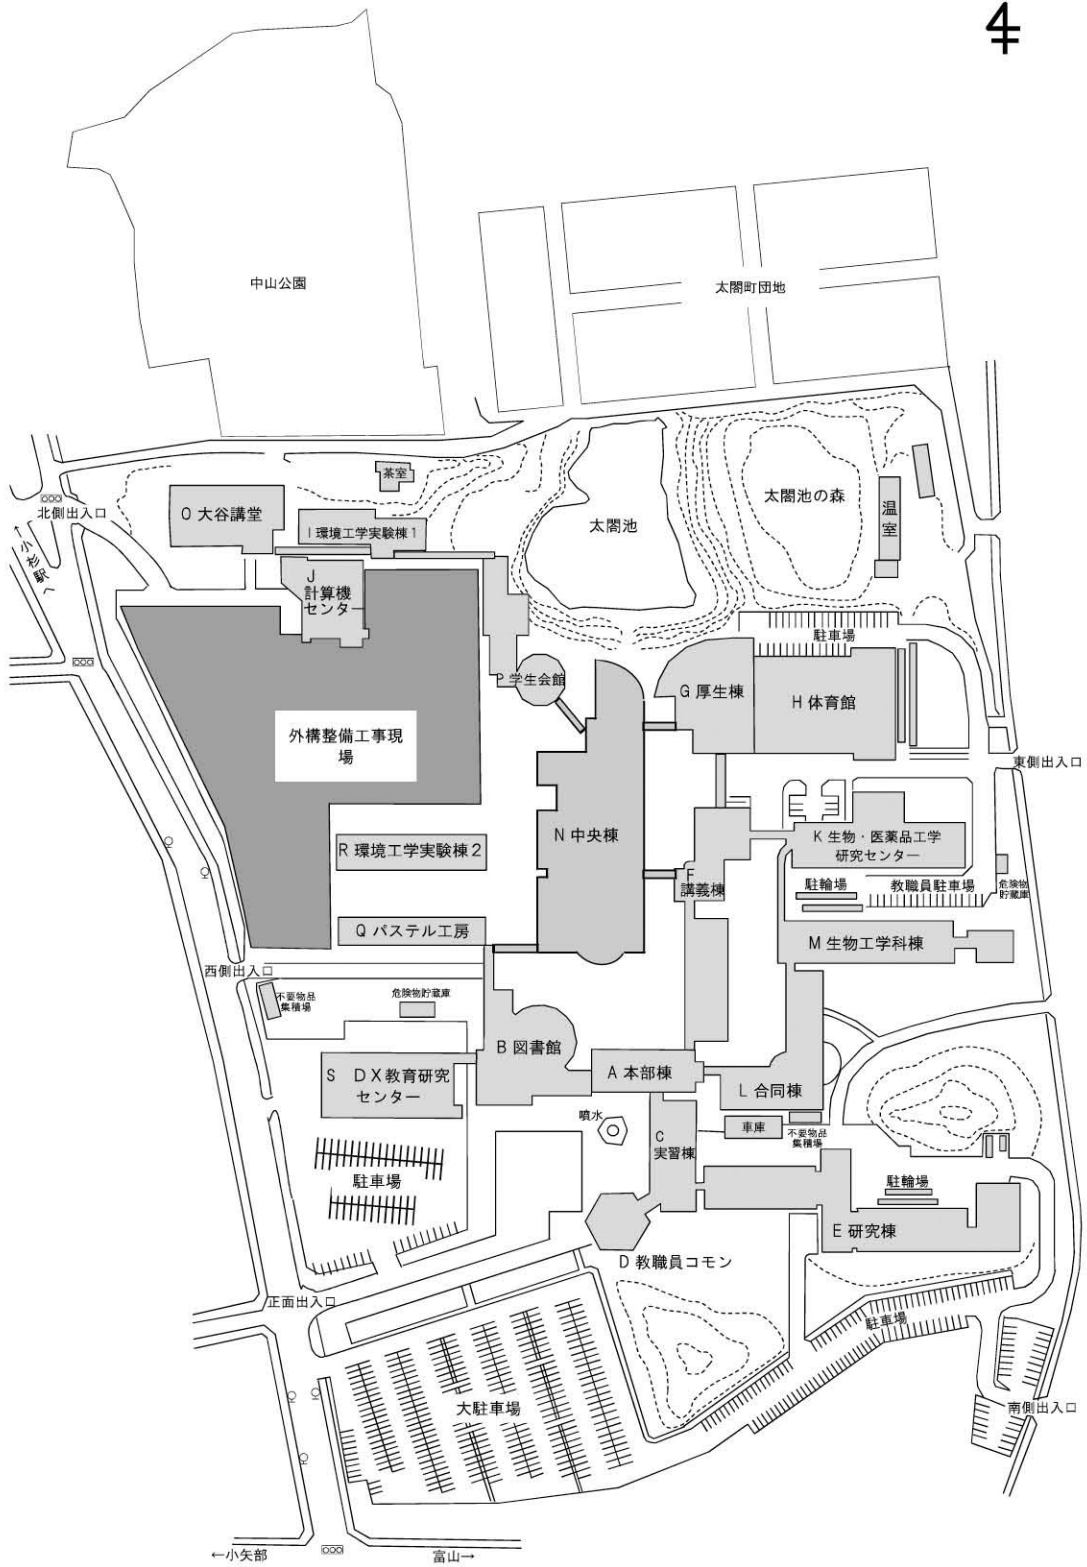 中山公園
太閤町団地
茶室
O 大谷講堂
I 環境工学実験棟1
北側出入口
←小杉駅へ
太閤池
太閤池の森
温室
J
計算機
センター
駐車場
P 学生会館
G 厚生棟
H 体育館
外構整備工事現
場
東側出入口
N 中央棟
K 生物・医薬品工学
研究センター
R 環境工学実験棟2
F
講義棟
駐輪場
教職員駐車場
危険物
貯蔵庫
Q パステル工房
M 生物工学科棟
西側出入口
不要物品
集積場
危険物貯蔵庫
B 図書館
S DX教育研究
センター
A 本部棟
L 合同棟
噴水
車庫
不要物品
集積場
C
実習棟
駐車場
駐輪場
E 研究棟
D 教職員コモン
正面出入口
駐車場
大駐車場
南側出入口
←小矢部
富山→